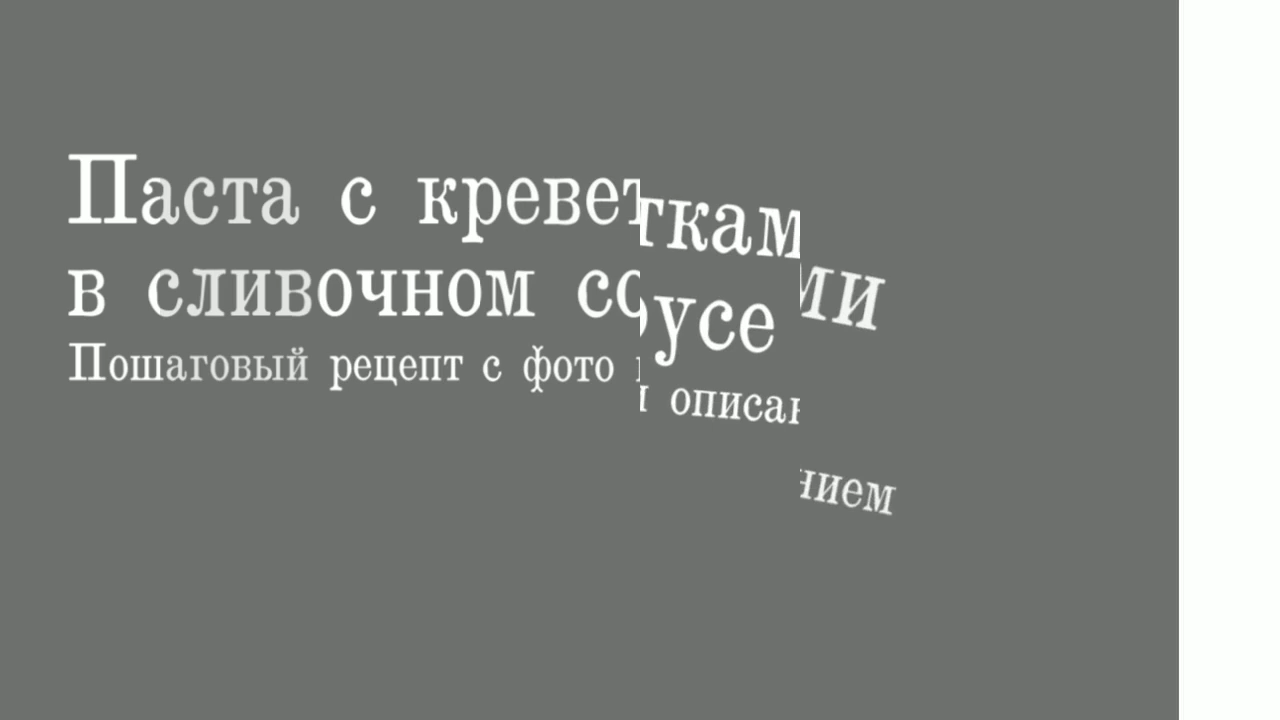 Паста с креветками
в сливочном соусе
Пошаговый рецепт с фото и описанием